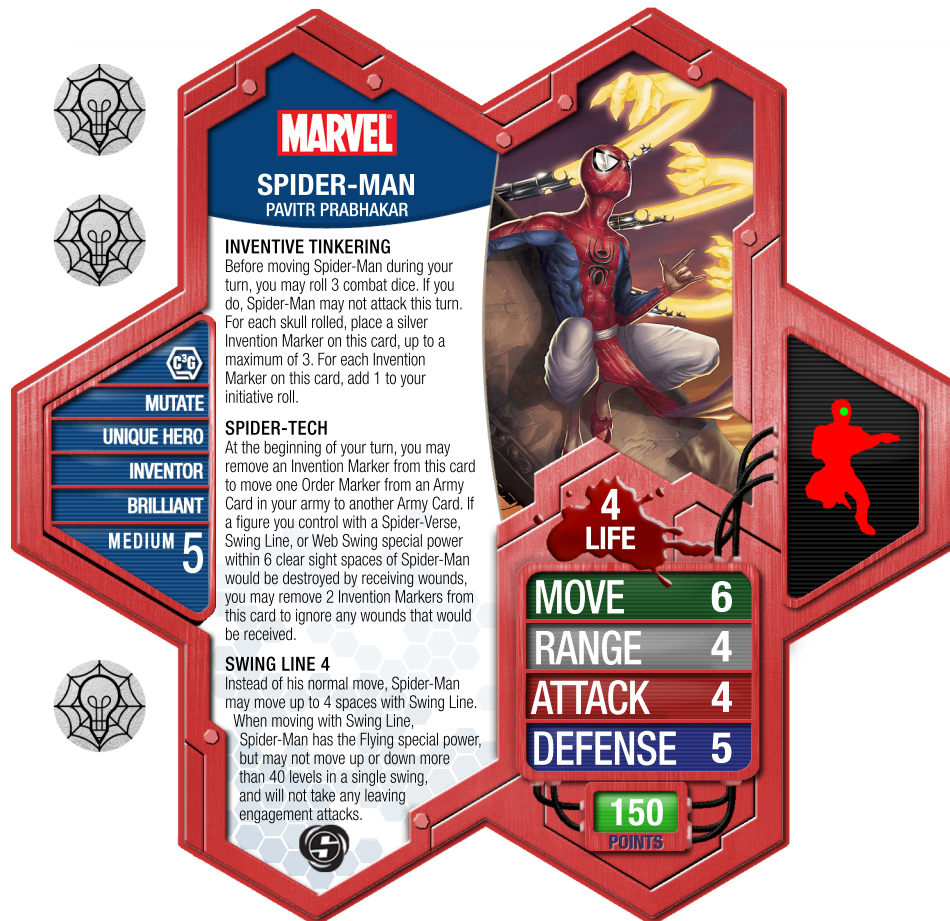 MARVEL
SPIDER-MAN
PAVITR PRABHAKAR
INVENTIVE TINKERING
Before moving Spider-Man during your
turn, you may roll 3 combat dice. If you
do, Spider-Man may not attack this turn.
For each skull rolled, place a silver
Invention Marker on this card, up to a
maximum of 3. For each Invention
Marker on this card, add 1 to your
initiative roll.
SPIDER-TECH
At the beginning of your turn, you may
remove an Invention Marker from this card
to move one Order Marker from an Army
Card in your army to another Army Card. If
a figure you control with a Spider-Verse,
Swing Line, or Web Swing special power
within 6 clear sight spaces of Spider-Man
would be destroyed by receiving wounds,
you may remove 2 Invention Markers from
this card to ignore any wounds that would
be received.
SWING LINE 4
Instead of his normal move, Spider-Man
may move up to 4 spaces with Swing Line.
When moving with Swing Line,
Spider-Man has the Flying special power,
but may not move up or down more
than 40 levels in a single swing,
and will not take any leaving
engagement attacks.
S
C3G
MUTATE
UNIQUE HERO
INVENTOR
BRILLIANT
MEDIUM 5
4
LIFE
MOVE 6
RANGE 4
ATTACK 4
DEFENSE 5
150
POINTS